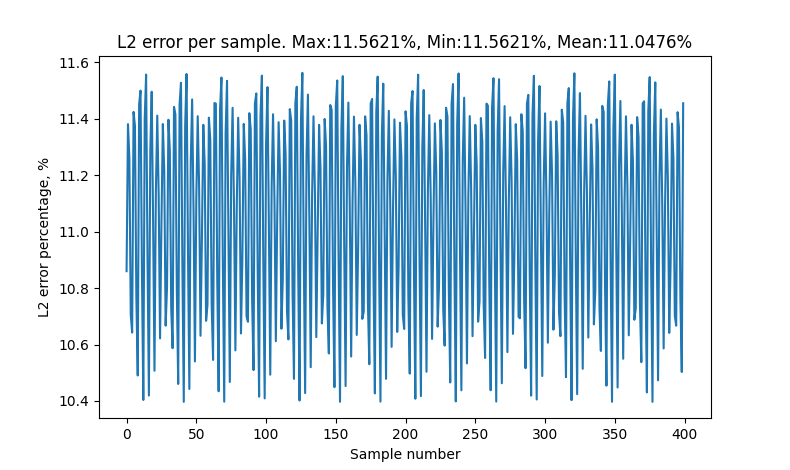 L2 error per sample. Max:11.5621%, Min:11.5621%, Mean:11.0476%
11.6
11.4
11.2
11.0
10.8
10.6
10.4
L2 error percentage, %
0 50 100 150 200 250 300 350 400
Sample number